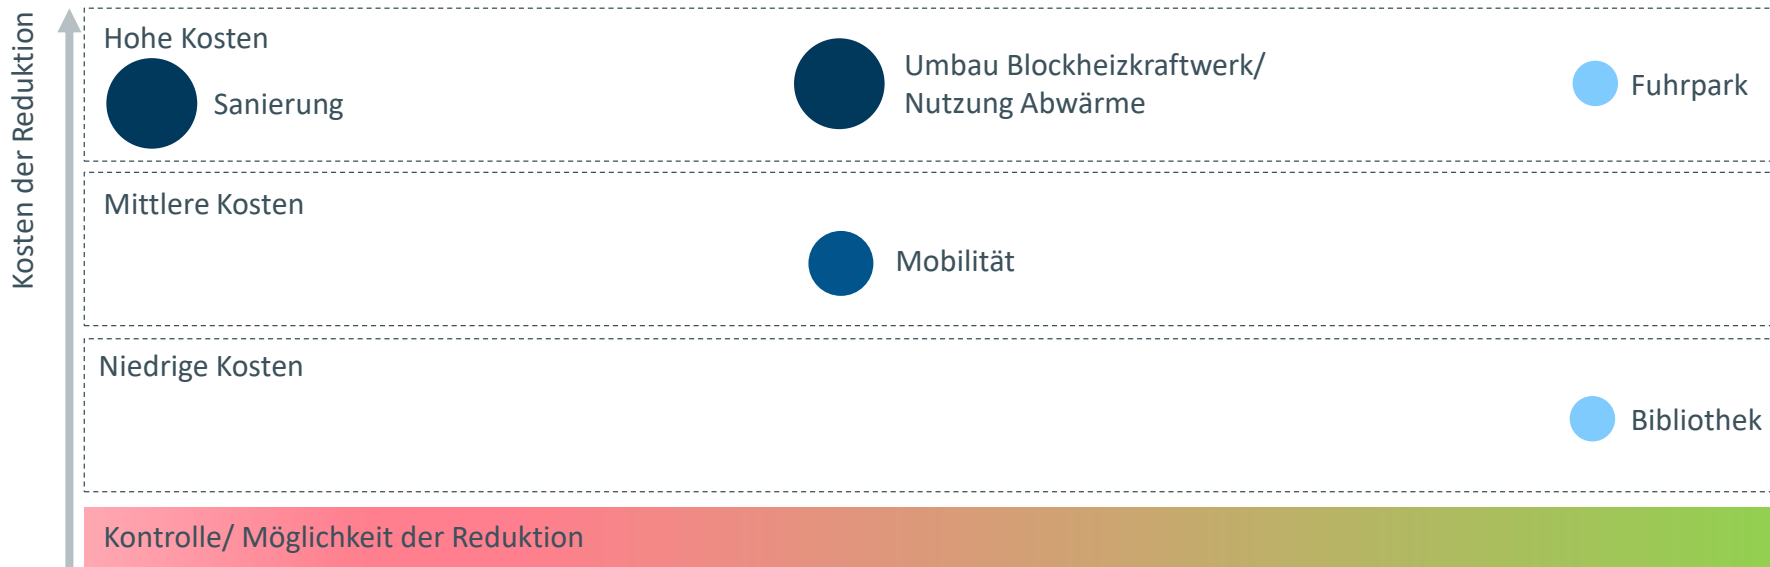 Kosten der Reduktion
Hohe Kosten
Sanierung
Umbau Blockheizkraftwerk/
Nutzung Abwärme
Fuhrpark
Mittlere Kosten
Mobilität
Niedrige Kosten
Bibliothek
Kontrolle/ Möglichkeit der Reduktion